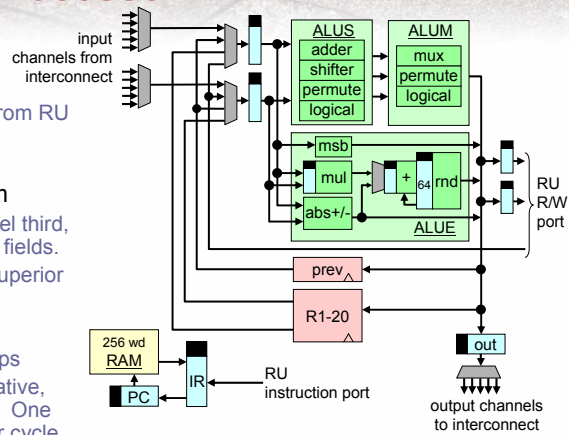 input
channels from
interconnect
rom RU
n
el third,
fields.
uperior
ps
ative,
One
r cycle
ALUS
adder
shifter
permute
logical
ALUM
mux
permute
logical
msb
mul
abs+/-
+
64
rnd
ALUE
RU
R/W
port
prev
R1-20
256 wd
RAM
PC
IR
RU
instruction port
out
output channels
to interconnect